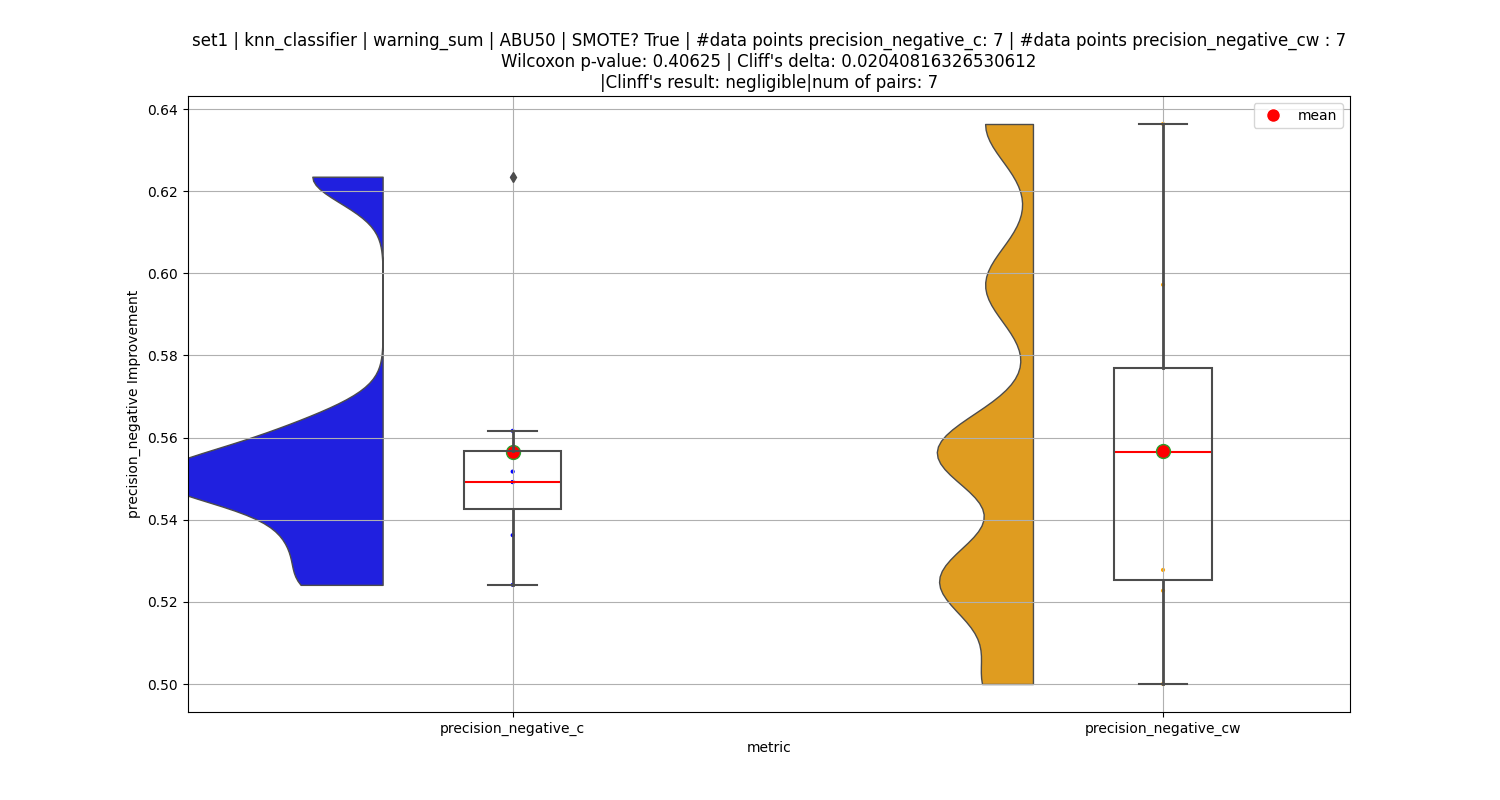 set1 | knn_classifier | warning_sum | ABU50 | SMOTE? True | #data points precision_negative_c: 7 | #data points precision_negative_cw : 7
Wilcoxon p-value: 0.40625 | Cliff's delta: 0.02040816326530612
|Clinff's result: negligible|num of pairs: 7
mean
0.64
0.62
0.60
0.58
0.56
0.54
0.52
0.50
precision_negative Improvement
precision_negative_c
precision_negative_cw
metric